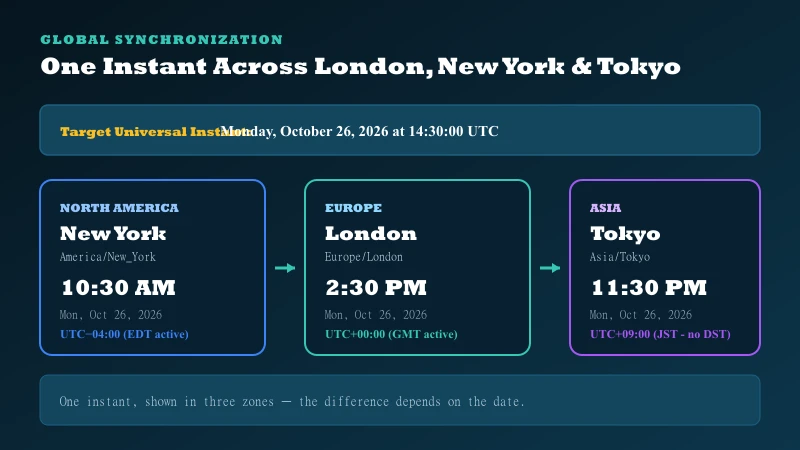 GLOBAL SYNCHRONIZATION
One Instant Across London, New York & Tokyo
Target Universal Instant: Monday, October 26, 2026 at 14:30:00 UTC
NORTH AMERICA
New York
America/New_York
10:30 AM
Mon, Oct 26, 2026
UTC−04:00 (EDT active)
EUROPE
London
Europe/London
2:30 PM
Mon, Oct 26, 2026
UTC+00:00 (GMT active)
ASIA
Tokyo
Asia/Tokyo
11:30 PM
Mon, Oct 26, 2026
UTC+09:00 (JST - no DST)
One instant, shown in three zones — the difference depends on the date.